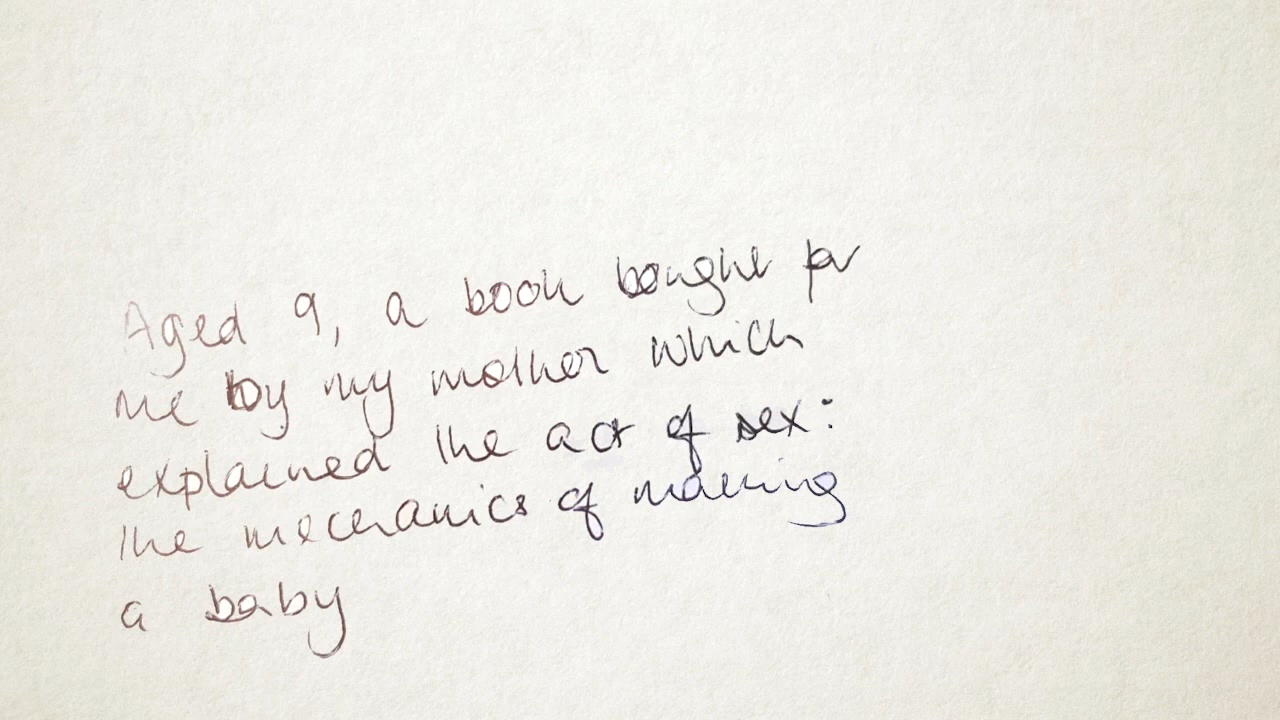 Aged 9, a book bought for
me by my mother which
explained the act of sex:
the mechanics of making
a baby